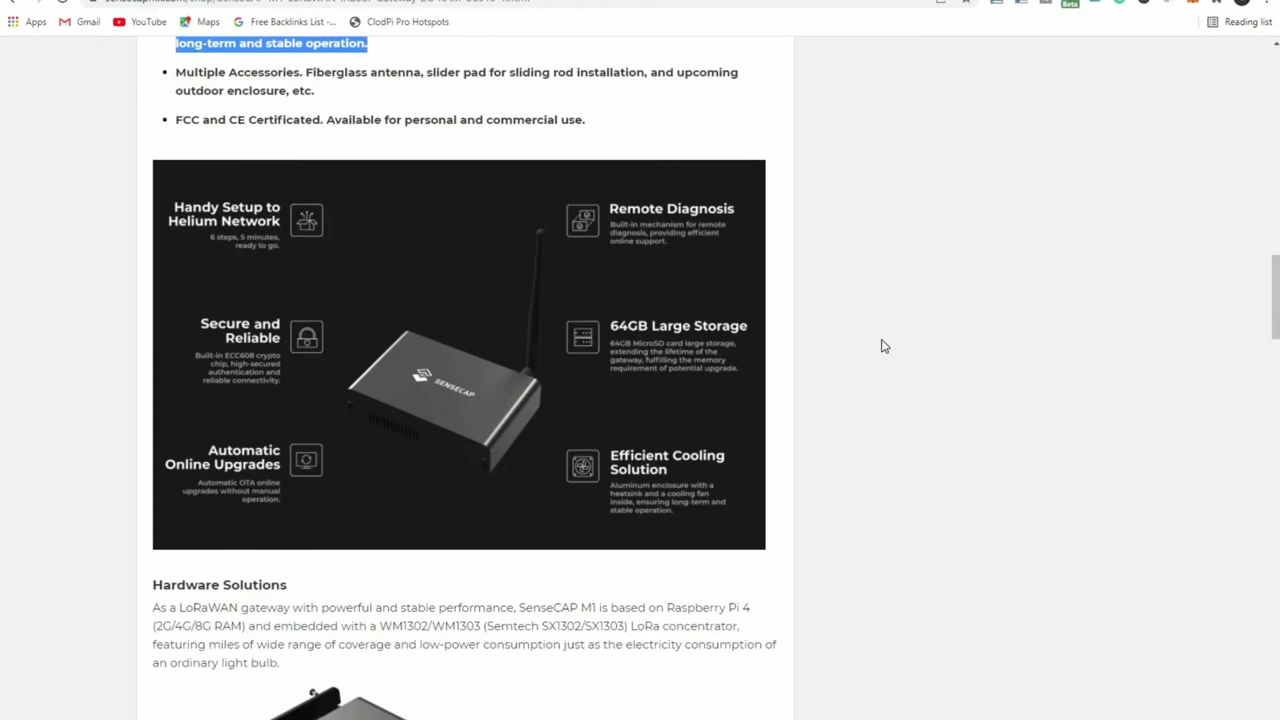 Apps
Gmail
YouTube
Maps
Free Backlinks List -...
ClodPi Pro Hotspots
Beta
Reading list
long-term and stable operation.
• Multiple Accessories. Fiberglass antenna, slider pad for sliding rod installation, and upcoming
outdoor enclosure, etc.
• FCC and CE Certificated. Available for personal and commercial use.
Handy Setup to
Helium Network
6 steps, 5 minutes,
ready to go.
Secure and
Reliable
Built-in ECC608 crypto
chip, high-secured
authentication and
reliable connectivity.
Automatic
Online Upgrades
Automatic OTA online
upgrades without manual
operation.
SENSECAP
Remote Diagnosis
Built-in mechanism for remote
diagnosis, providing efficient
online support.
64GB Large Storage
64GB MicroSD card large storage,
extending the lifetime of the
gateway, fulfilling the memory
requirement of potential upgrade.
Efficient Cooling
Solution
Aluminum enclosure with a
heatsink and a cooling fan
inside, ensuring long-term and
stable operation.
Hardware Solutions
As a LoRaWAN gateway with powerful and stable performance, SenseCAP M1 is based on Raspberry Pi 4
(2G/4G/8G RAM) and embedded with a WM1302/WM1303 (Semtech SX1302/SX1303) LoRa concentrator,
featuring miles of wide range of coverage and low-power consumption just as the electricity consumption of
an ordinary light bulb.